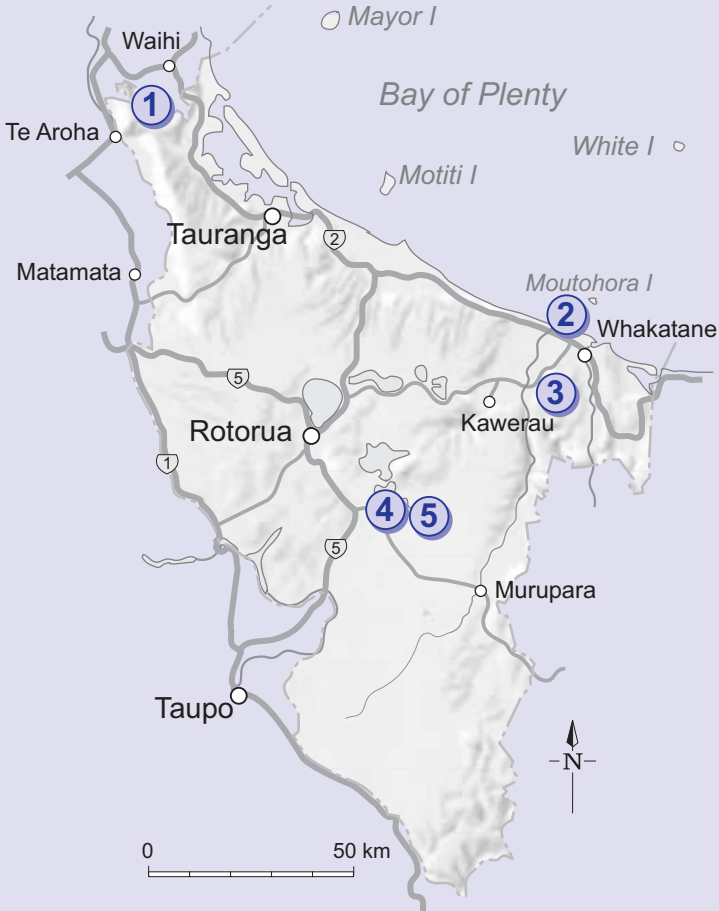 Mayor I
Waihi
Bay of Plenty
1
Te Aroha
White I
Motiti I
Tauranga
2
Matamata
Moutohora I
2
Whakatane
5
3
Kawerau
Rotorua
1
4
5
5
Murupara
Taupo
N
0
50 km